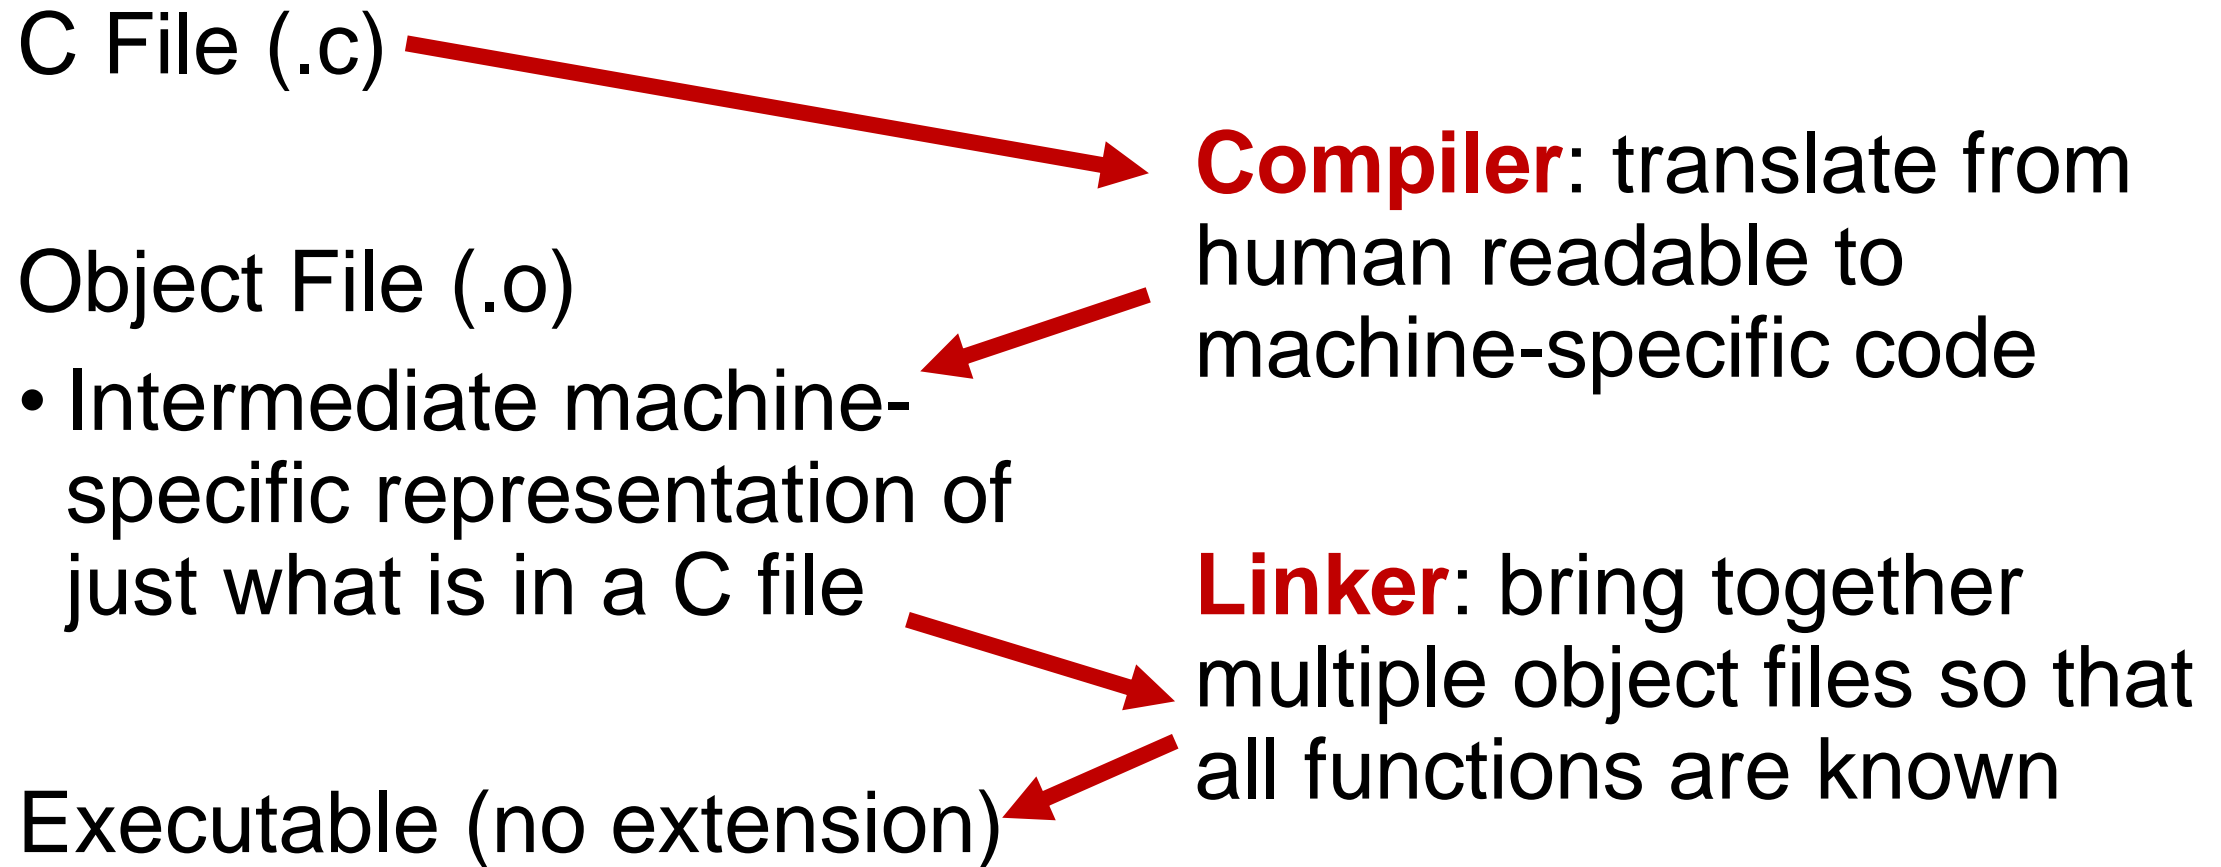 C File (.c)
Compiler: translate from
human readable to
machine-specific code
Object File (.o)
• Intermediate machine-
specific representation of
just what is in a C file
Linker: bring together
multiple object files so that
all functions are known
Executable (no extension)